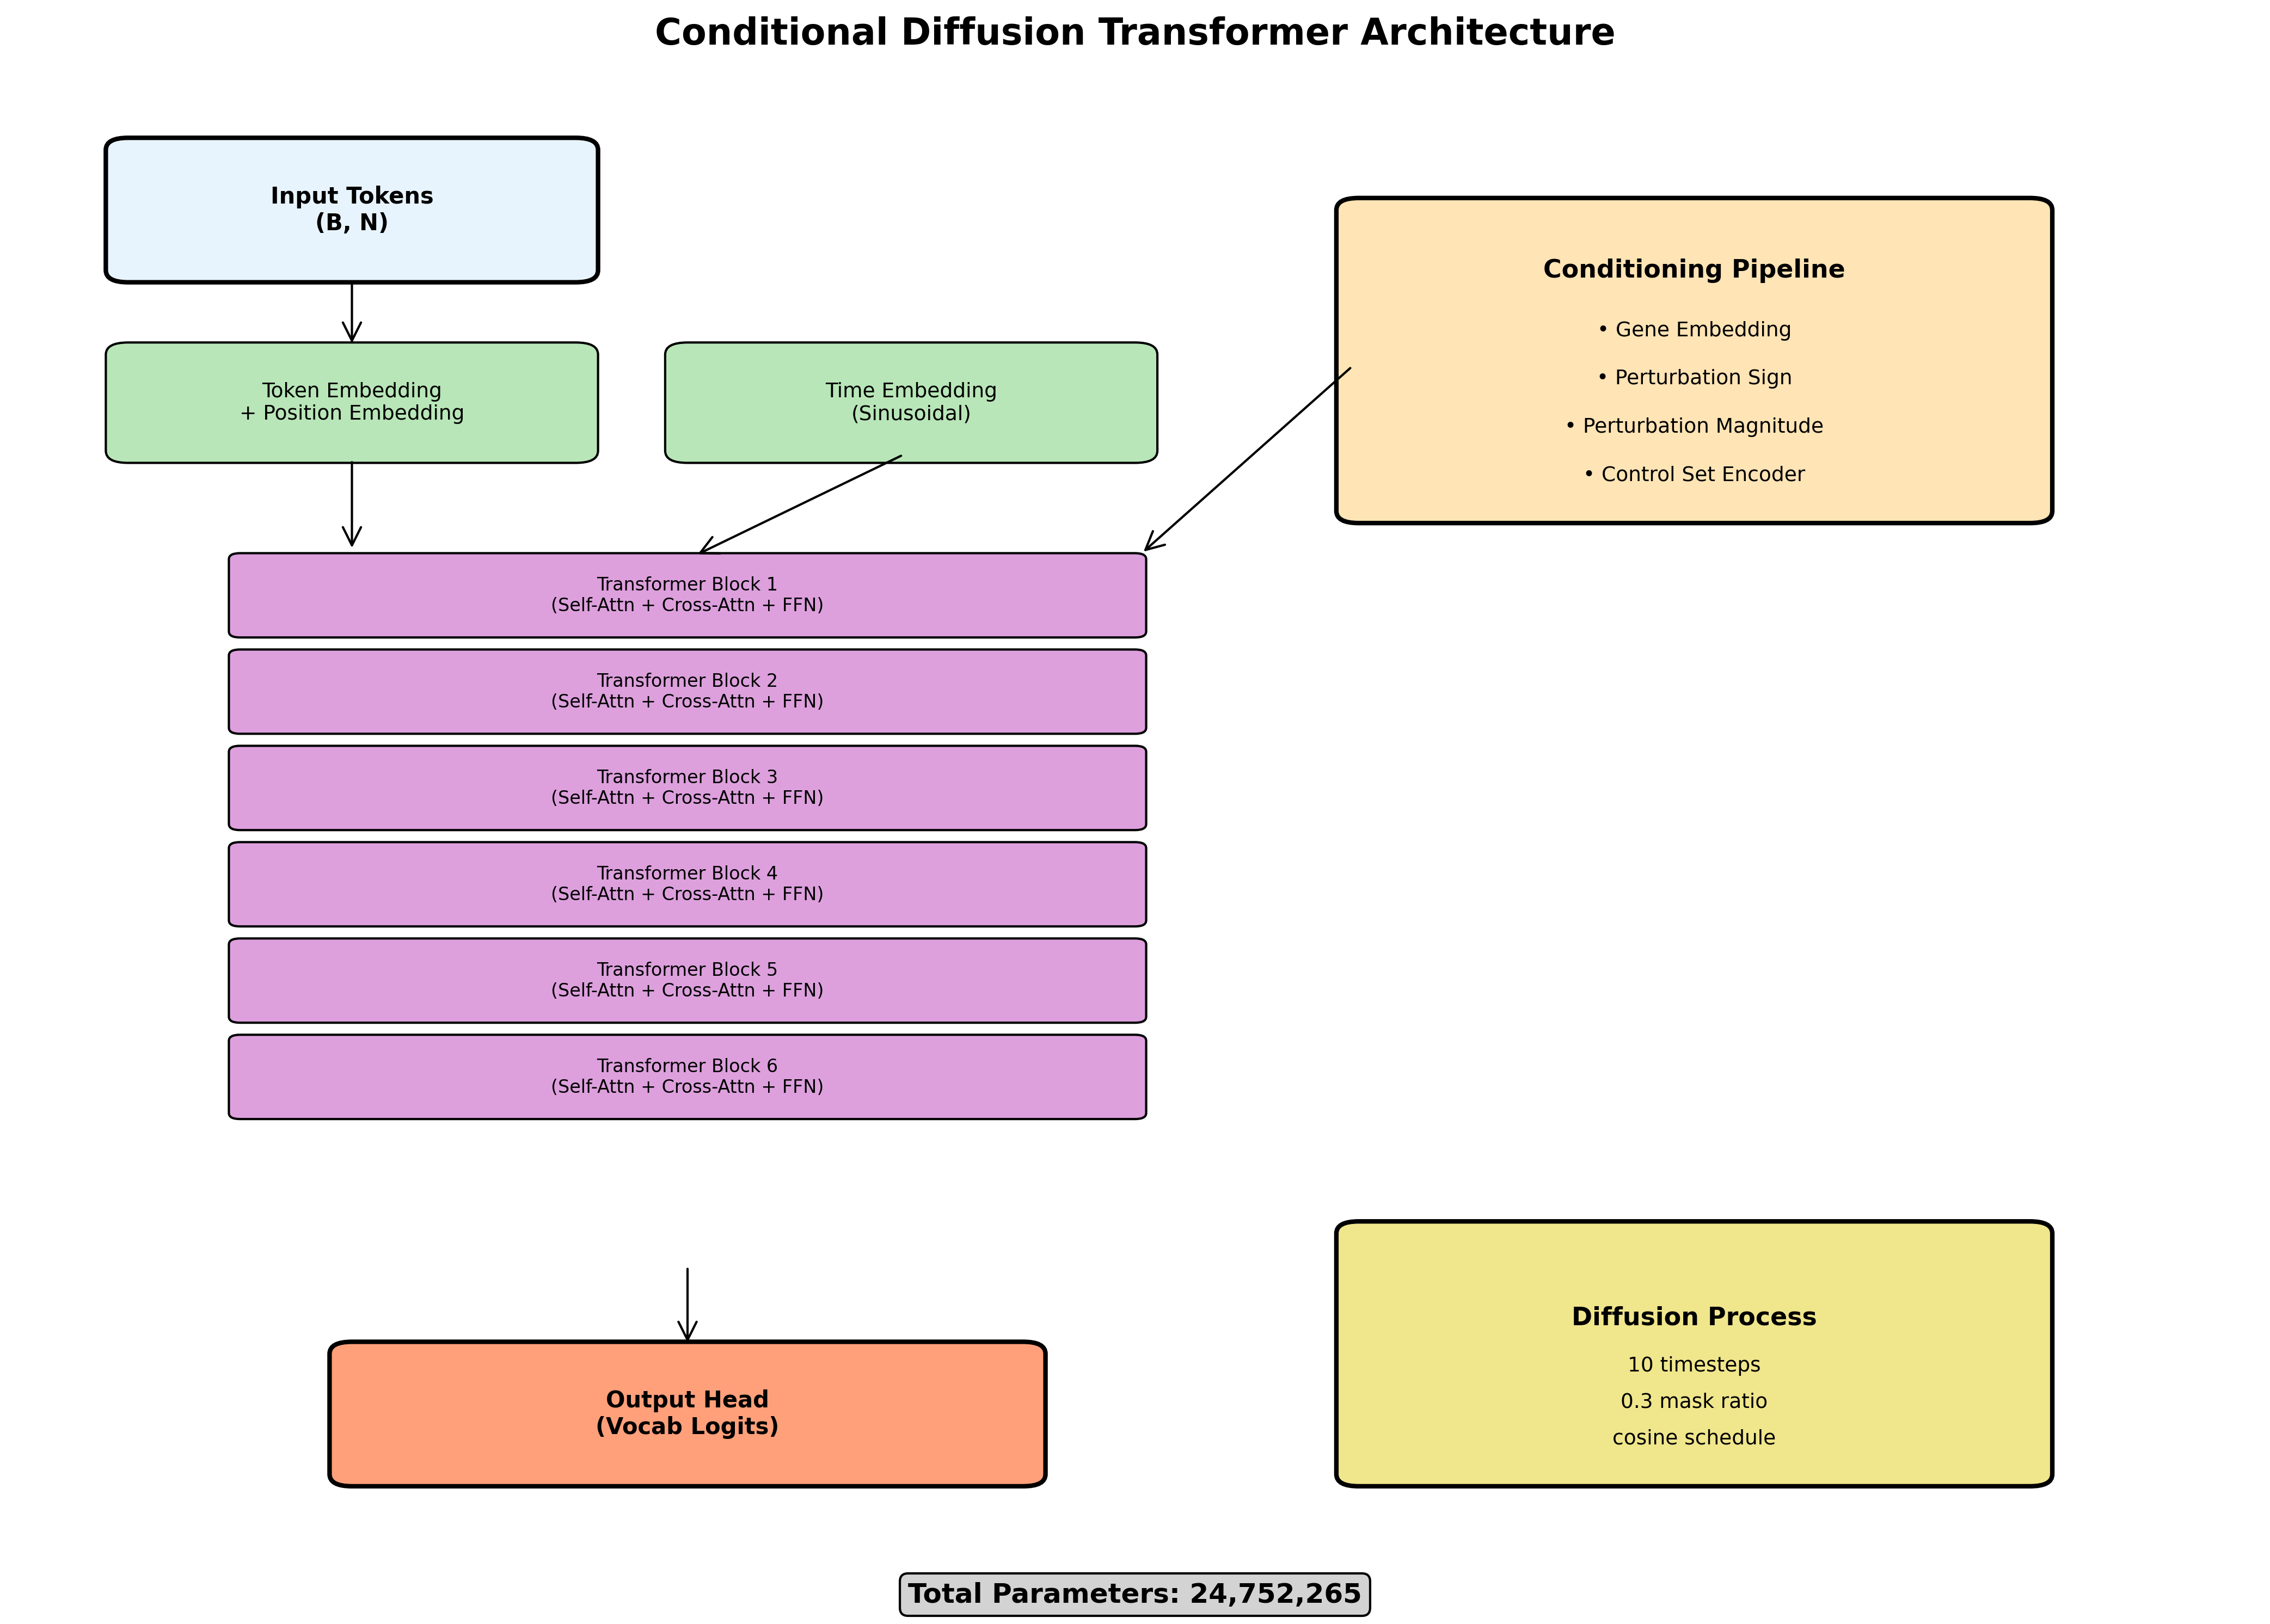 Conditional Diffusion Transformer Architecture
Input Tokens
(B, N)
Token Embedding
+ Position Embedding
Time Embedding
(Sinusoidal)
Conditioning Pipeline
• Gene Embedding
• Perturbation Sign
• Perturbation Magnitude
• Control Set Encoder
Transformer Block 1
(Self-Attn + Cross-Attn + FFN)
Transformer Block 2
(Self-Attn + Cross-Attn + FFN)
Transformer Block 3
(Self-Attn + Cross-Attn + FFN)
Transformer Block 4
(Self-Attn + Cross-Attn + FFN)
Transformer Block 5
(Self-Attn + Cross-Attn + FFN)
Transformer Block 6
(Self-Attn + Cross-Attn + FFN)
Output Head
(Vocab Logits)
Diffusion Process
10 timesteps
0.3 mask ratio
cosine schedule
Total Parameters: 24,752,265